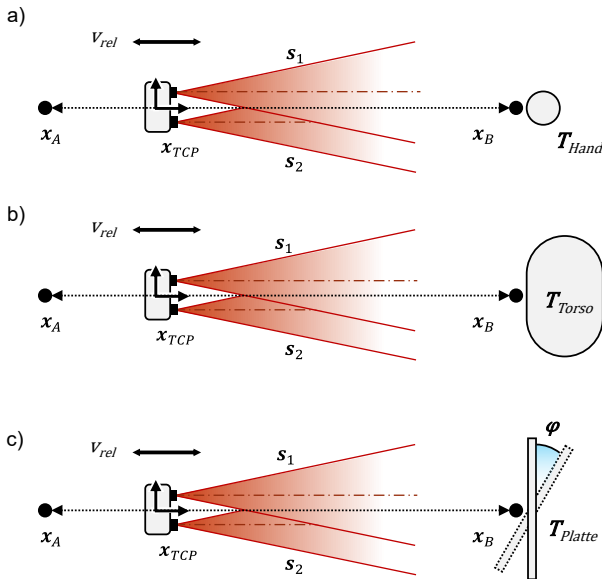 a)
v_rel
s_1
x_A
x_TCP
s_2
x_B
T_Hand
b)
v_rel
s_1
x_A
x_TCP
s_2
x_B
T_Torso
c)
v_rel
s_1
φ
x_A
x_TCP
s_2
x_B
T_Platte